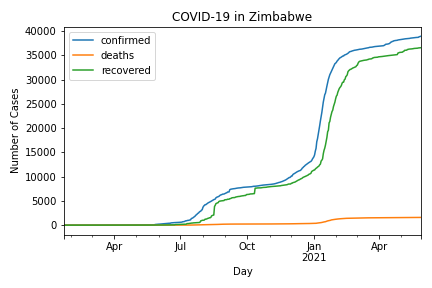 COVID-19 in Zimbabwe
confirmed
deaths
recovered
Number of Cases
40000
35000
30000
25000
20000
15000
10000
5000
0
Apr Jul Oct Jan Apr
2021
Day